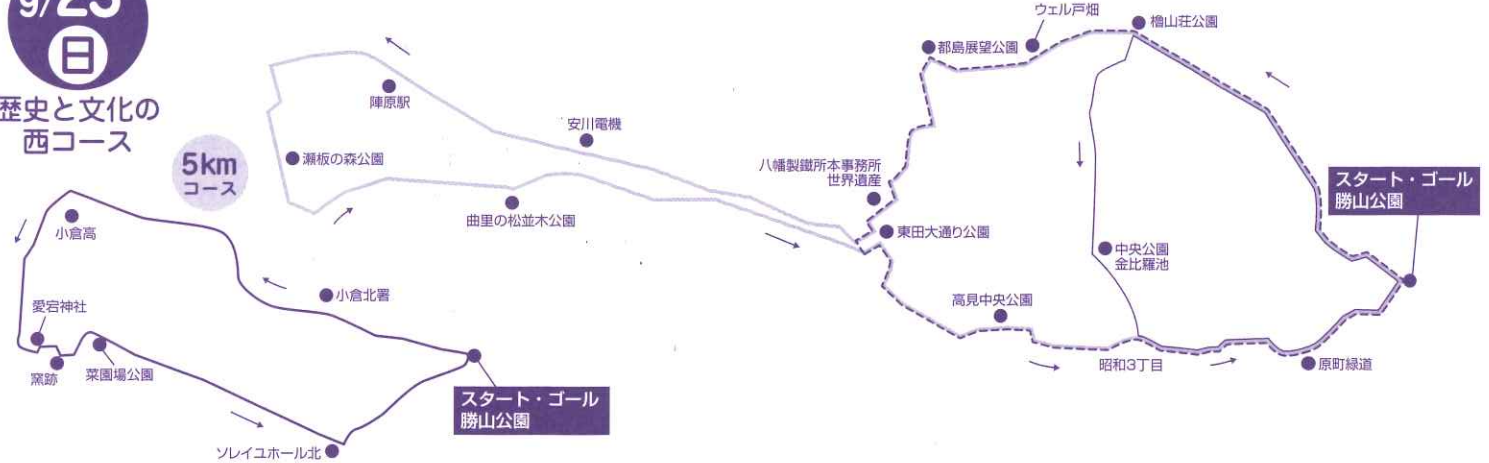 9/23
日
歴史と文化の
西コース
5km
コース
小倉高
愛宕神社
窯跡
菜園場公園
小倉北署
ソレイユホール北
スタート・ゴール
勝山公園
陣原駅
瀬板の森公園
安川電機
曲里の松並木公園
八幡製鐵所本事務所
世界遺産
東田大通り公園
都島展望公園
ウェル戸畑
檜山荘公園
中央公園
金比羅池
高見中央公園
昭和3丁目
原町緑道
スタート・ゴール
勝山公園